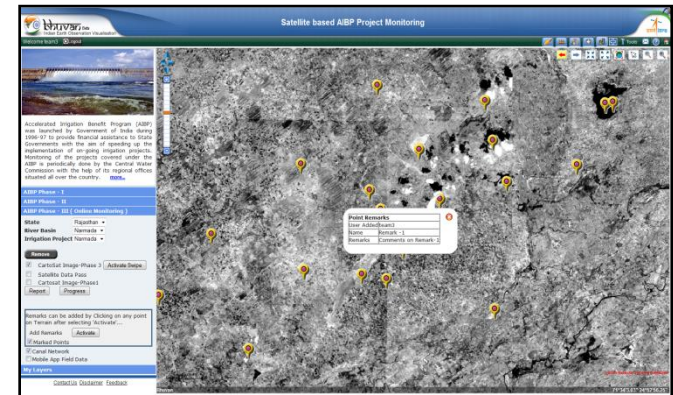 bhuvan
Indian Earth Observation Visualisation
Satellite based AIBP Project Monitoring
Welcome team3 Logout
Accelerated Irrigation Benefit Program (AIBP)
was launched by Government of India during
1996-97 to provide financial assistance to State
Governments with the aim of speeding up the
implementation of on-going irrigation projects.
Monitoring of the projects covered under the
AIBP is periodically done by the Central Water
Commission with the help of its regional offices
situated all over the country. more..
AIBP Phase - I
AIBP Phase - II
AIBP Phase - III ( Online Monitoring )
State Rajasthan
River Basin Narmada
Irrigation Project Narmada
Remove
CartoSat Image-Phase 3 Activate Swipe
Satellite Data Pass
Cartosat Image-Phase1
Report Progress
Remarks can be added by Clicking on any point
on Terrain after selecting 'Activate'...
Add Remarks Activate
Marked Points
Canal Network
Mobile App Field Data
My Layers
Contact Us Disclaimer Feedback
Point Remarks
User Added team3
Name Remark -1
Remarks Comments on Remark-1
Bhuvan